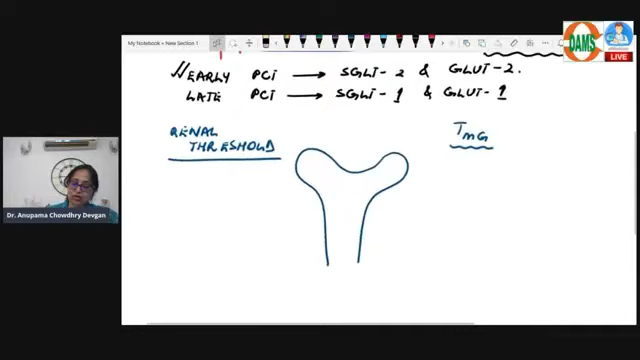 My Notebook » New Section 1
DAMS
LIVE
EARLY PCT → SGLT-2 & GLUT-2.
LATE PCT → SGLT-1 & GLUT-1
RENAL
THRESHOLD
TmG
Dr. Anupama Chowdhry Devgan